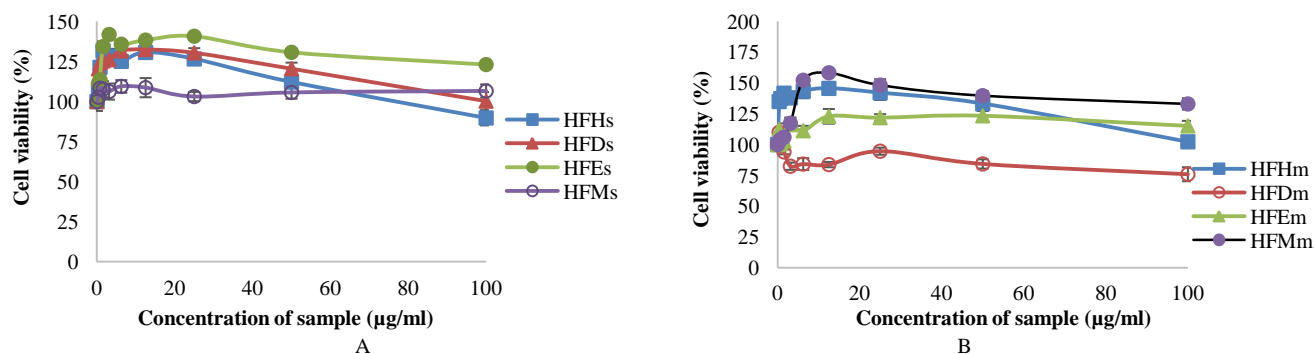 Cell viability (%)
150
125
100
75
50
25
0
0
20
40
60
80
100
Concentration of sample (µg/ml)
HFHs
HFDs
HFEs
HFMs
A
Cell viability (%)
200
175
150
125
100
75
50
25
0
0
20
40
60
80
100
Concentration of sample (µg/ml)
HFHm
HFDm
HFEm
HFMm
B